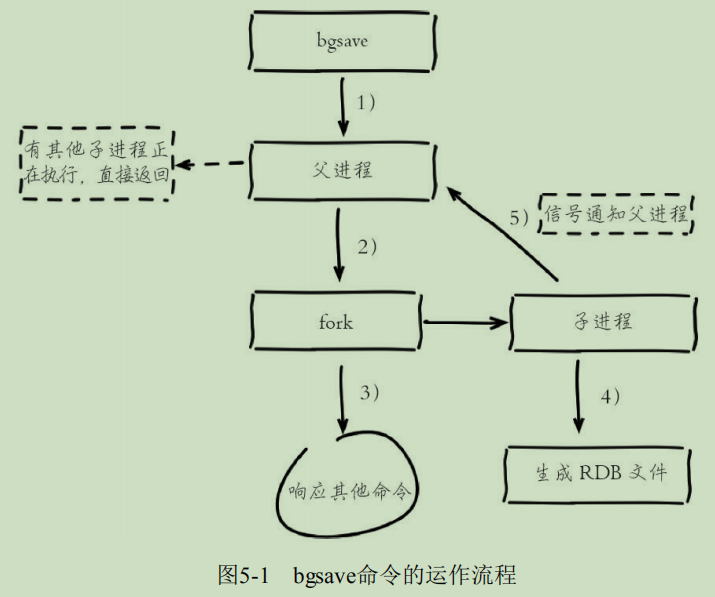 bgsave
1)
有其他子进程正
在执行，直接返回
父进程
5)
信号通知父进程
2)
fork
子进程
3)
4)
响应其他命令
生成 RDB 文件
图5-1 bgsave命令的运作流程